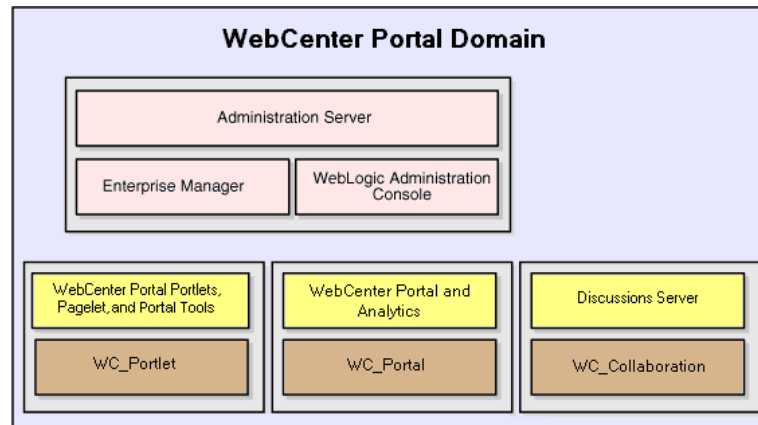 WebCenter Portal Domain
Administration Server
Enterprise Manager
WebLogic Administration
Console
WebCenter Portal Portlets,
Pagelet,and Portal Tools
WC_Portlet
WebCenter Portal and
Analytics
WC_Portal
Discussions Server
WC_Collaboration